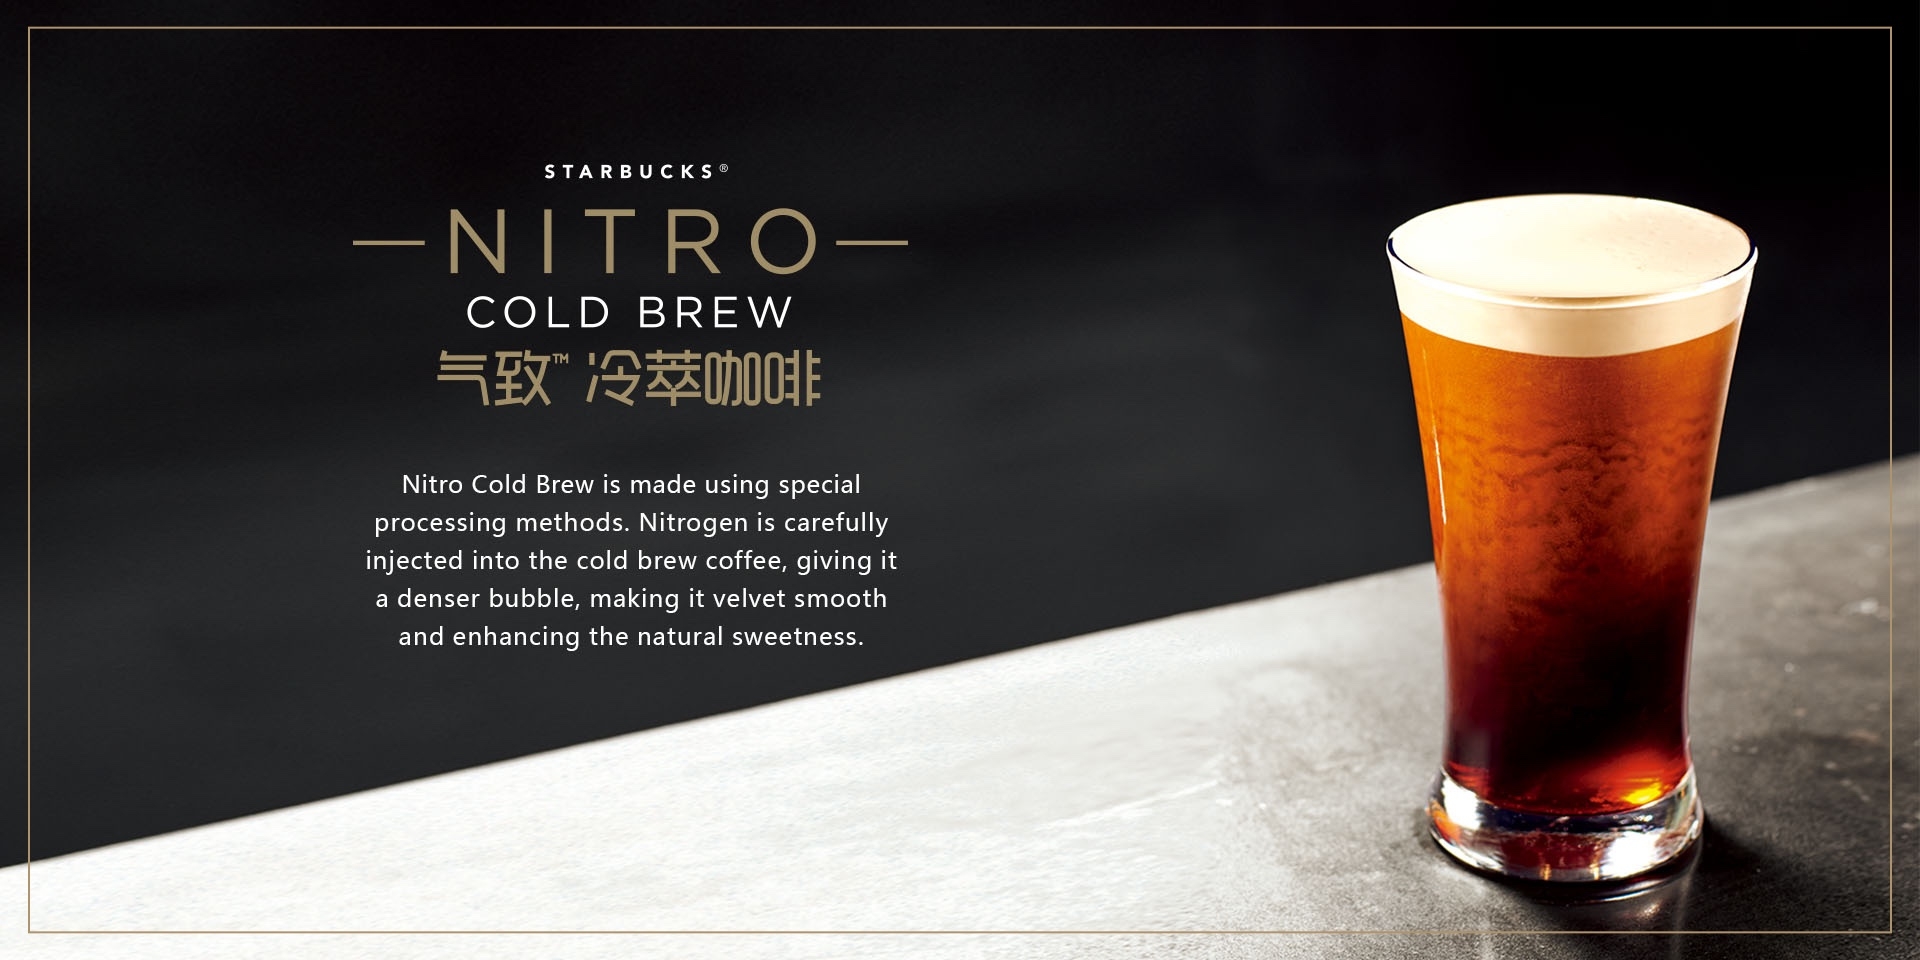 STARBUCKS®
NITRO
COLD BREW
气致™ 冷萃咖啡
Nitro Cold Brew is made using special
processing methods. Nitrogen is carefully
injected into the cold brew coffee, giving it
a denser bubble, making it velvet smooth
and enhancing the natural sweetness.